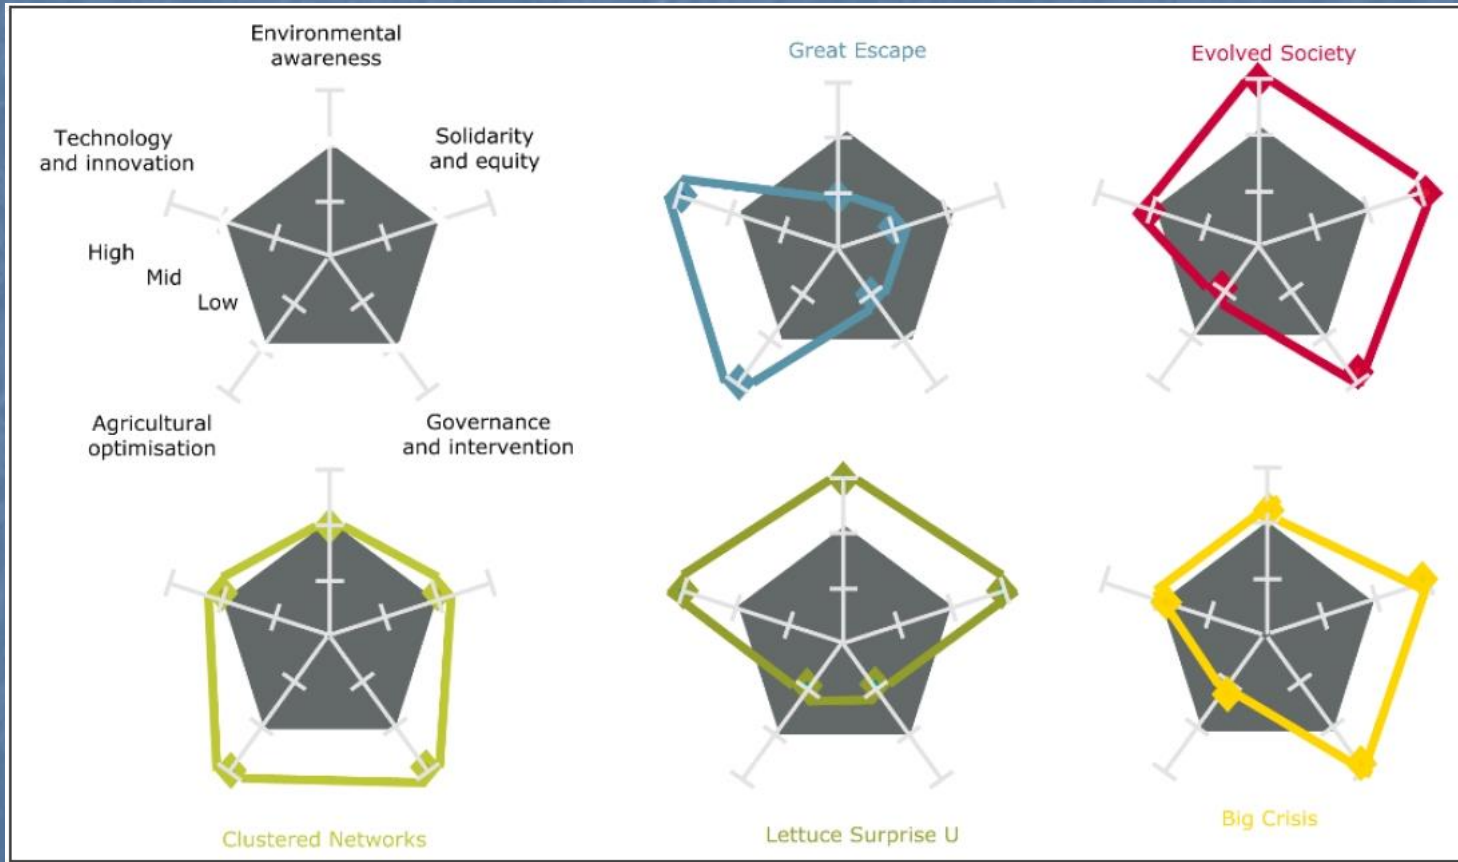 Environmental
awareness
Great Escape
Evolved Society
Technology
and innovation
Solidarity
and equity
High
Mid
Low
Agricultural
optimisation
Governance
and intervention
Clustered Networks
Lettuce Surprise U
Big Crisis